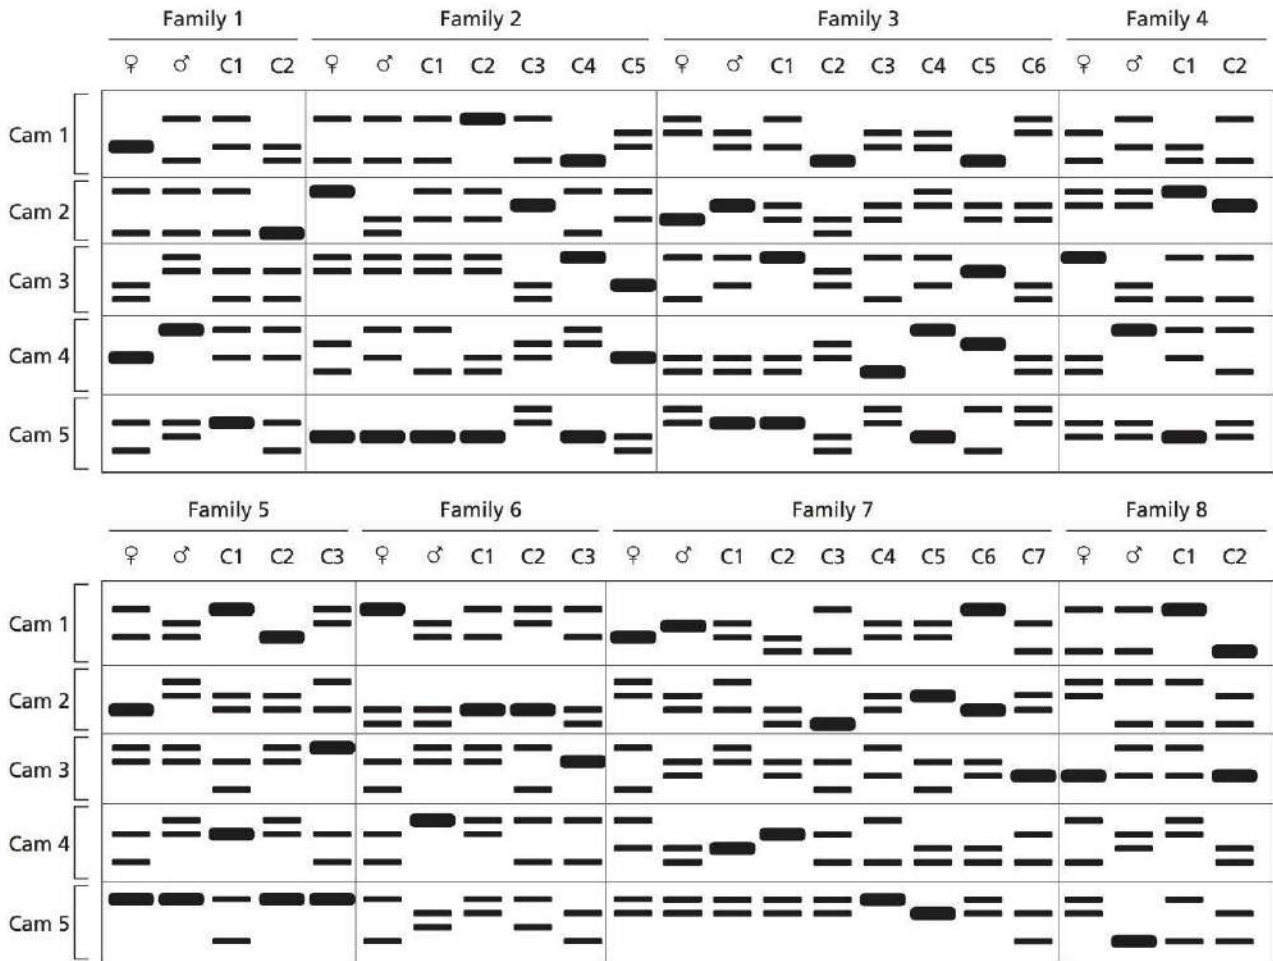 Family 1 Family 2 Family 3 Family 4
♀ ♂ C1 C2 ♀ ♂ C1 C2 C3 C4 C5 ♀ ♂ C1 C2 C3 C4 C5 C6 ♀ ♂ C1 C2
Cam 1
Cam 2
Cam 3
Cam 4
Cam 5
Family 5 Family 6 Family 7 Family 8
♀ ♂ C1 C2 C3 ♀ ♂ C1 C2 C3 ♀ ♂ C1 C2 C3 C4 C5 C6 C7 ♀ ♂ C1 C2
Cam 1
Cam 2
Cam 3
Cam 4
Cam 5